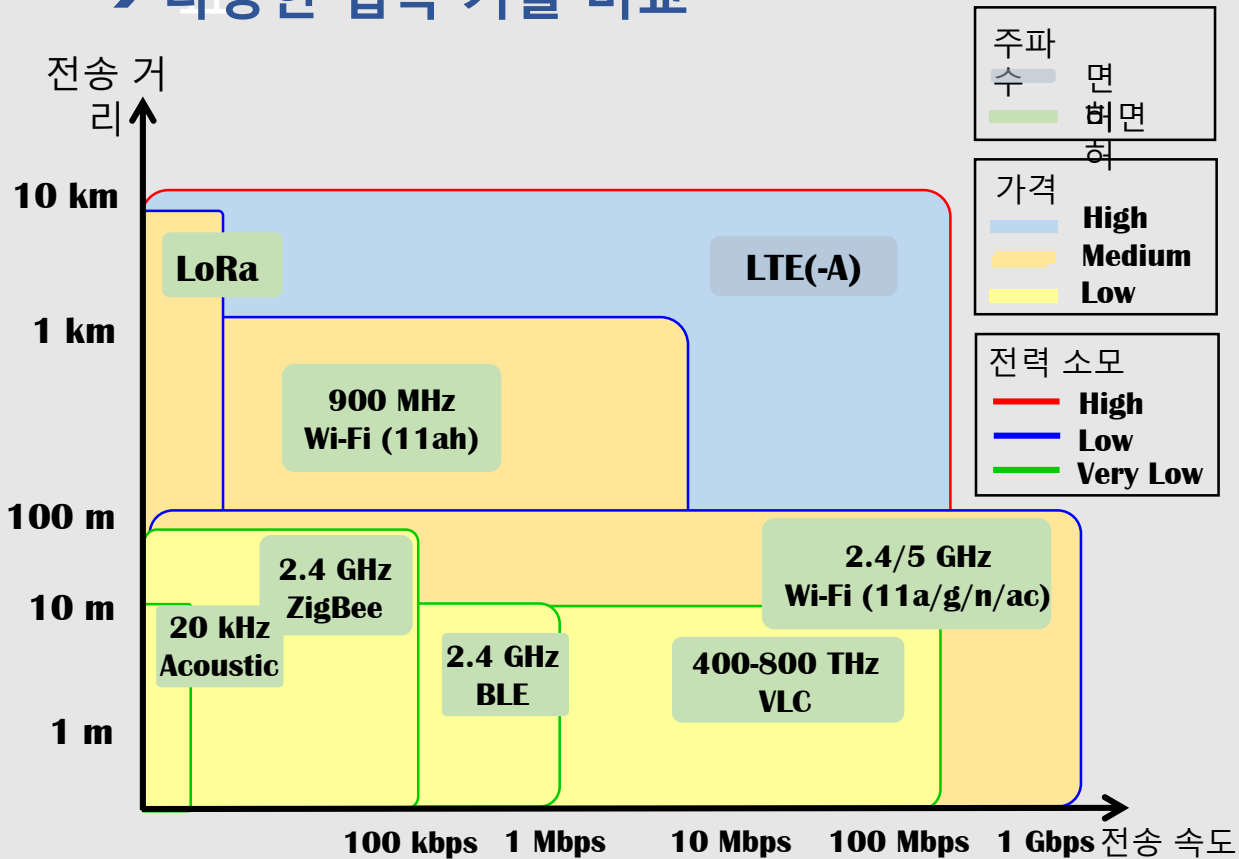 전송 거
리
10 km
1 km
100 m
10 m
1 m
LoRa
LTE(-A)
900 MHz
Wi-Fi (11ah)
2.4/5 GHz
Wi-Fi (11a/g/n/ac)
2.4 GHz
ZigBee
20 kHz
Acoustic
2.4 GHz
BLE
400-800 THz
VLC
100 kbps 1 Mbps 10 Mbps 100 Mbps 1 Gbps 전송 속도
주파
수
면
허
비면
허
가격
High
Medium
Low
전력 소모
High
Low
Very Low